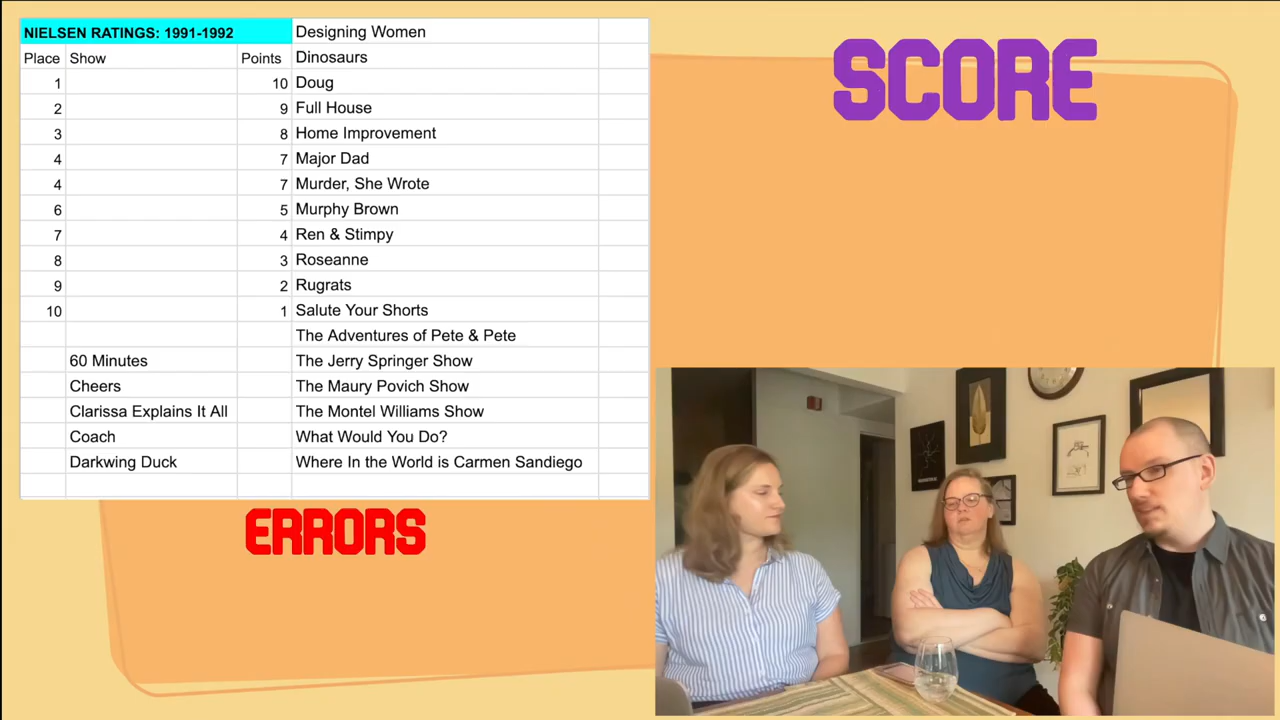 NIELSEN RATINGS: 1991-1992 Designing Women
Place Show Points Dinosaurs
1 10 Doug
2 9 Full House
3 8 Home Improvement
4 7 Major Dad
4 7 Murder, She Wrote
6 5 Murphy Brown
7 4 Ren & Stimpy
8 3 Roseanne
9 2 Rugrats
10 1 Salute Your Shorts
The Adventures of Pete & Pete
60 Minutes The Jerry Springer Show
Cheers The Maury Povich Show
Clarissa Explains It All The Montel Williams Show
Coach What Would You Do?
Darkwing Duck Where In the World is Carmen Sandiego
SCORE
ERRORS